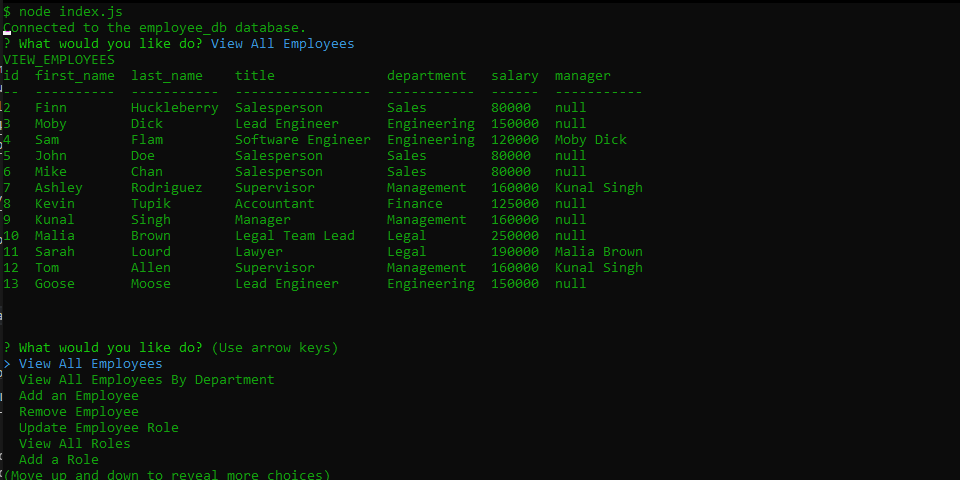 $ node index.js
Connected to the employee_db database.
? What would you like do? View All Employees
VIEW_EMPLOYEES
id  first_name  last_name    title              department   salary  manager
--  ----------  -----------  -----------------  -----------  ------  -----------
2   Finn        Huckleberry  Salesperson        Sales        80000   null
3   Moby        Dick         Lead Engineer      Engineering  150000  null
4   Sam         Flam         Software Engineer  Engineering  120000  Moby Dick
5   John        Doe          Salesperson        Sales        80000   null
6   Mike        Chan         Salesperson        Sales        80000   null
7   Ashley      Rodriguez    Supervisor         Management   160000  Kunal Singh
8   Kevin       Tupik        Accountant         Finance      125000  null
9   Kunal       Singh        Manager            Management   160000  null
10  Malia       Brown        Legal Team Lead    Legal        250000  null
11  Sarah       Lourd        Lawyer             Legal        190000  Malia Brown
12  Tom         Allen        Supervisor         Management   160000  Kunal Singh
13  Goose       Moose        Lead Engineer      Engineering  150000  null
? What would you like do? (Use arrow keys)
> View All Employees
  View All Employees By Department
  Add an Employee
  Remove Employee
  Update Employee Role
  View All Roles
  Add a Role
(Move up and down to reveal more choices)